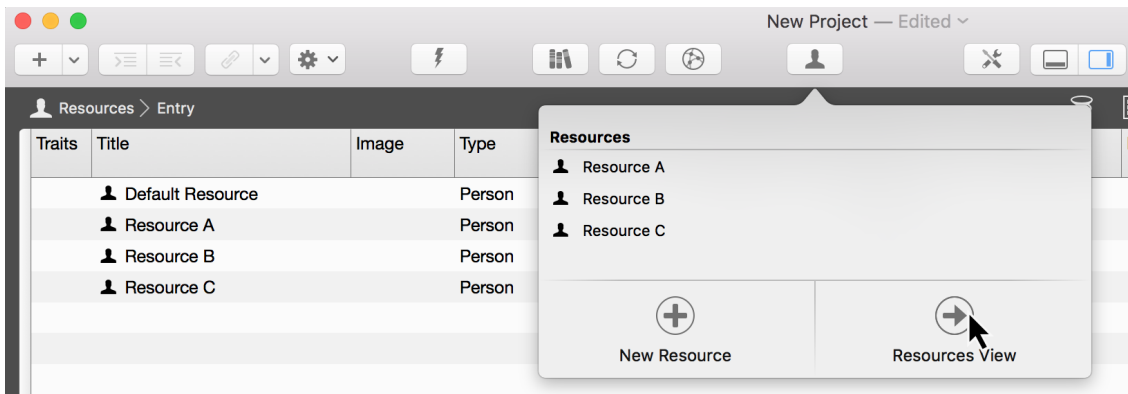 New Project — Edited
Resources > Entry
Traits Title Image Type
Default Resource Person
Resource A Person
Resource B Person
Resource C Person
Resources
Resource A
Resource B
Resource C
New Resource Resources View